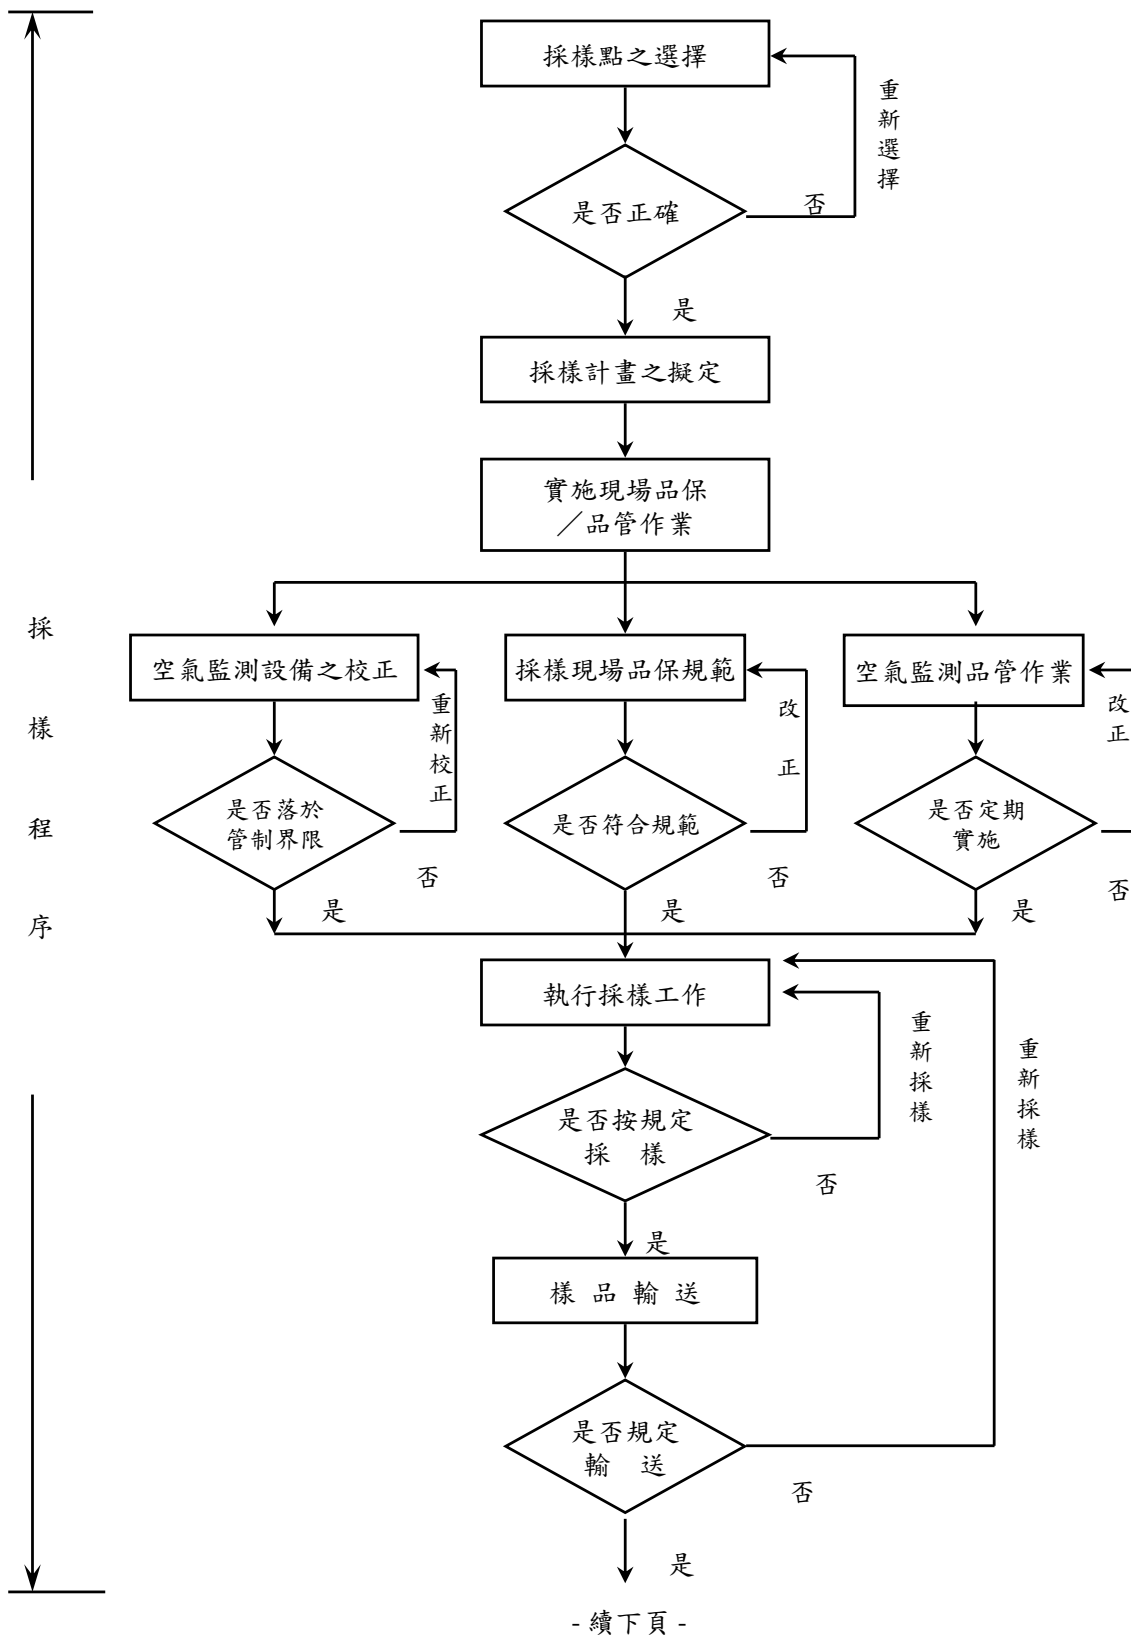 採樣點之選擇
重新選擇
是否正確
否
是
採樣計畫之擬定
實施現場品保
／品管作業
採樣程序
空氣監測設備之校正
重新校正
採樣現場品保規範
改正
空氣監測品管作業
改正
是否落於
管制界限
否
是
是否符合規範
否
是
是否定期
實施
否
是
執行採樣工作
重新採樣
重新採樣
是否按規定
採 樣
否
是
樣 品 輸 送
是否規定
輸 送
否
是
- 續下頁 -